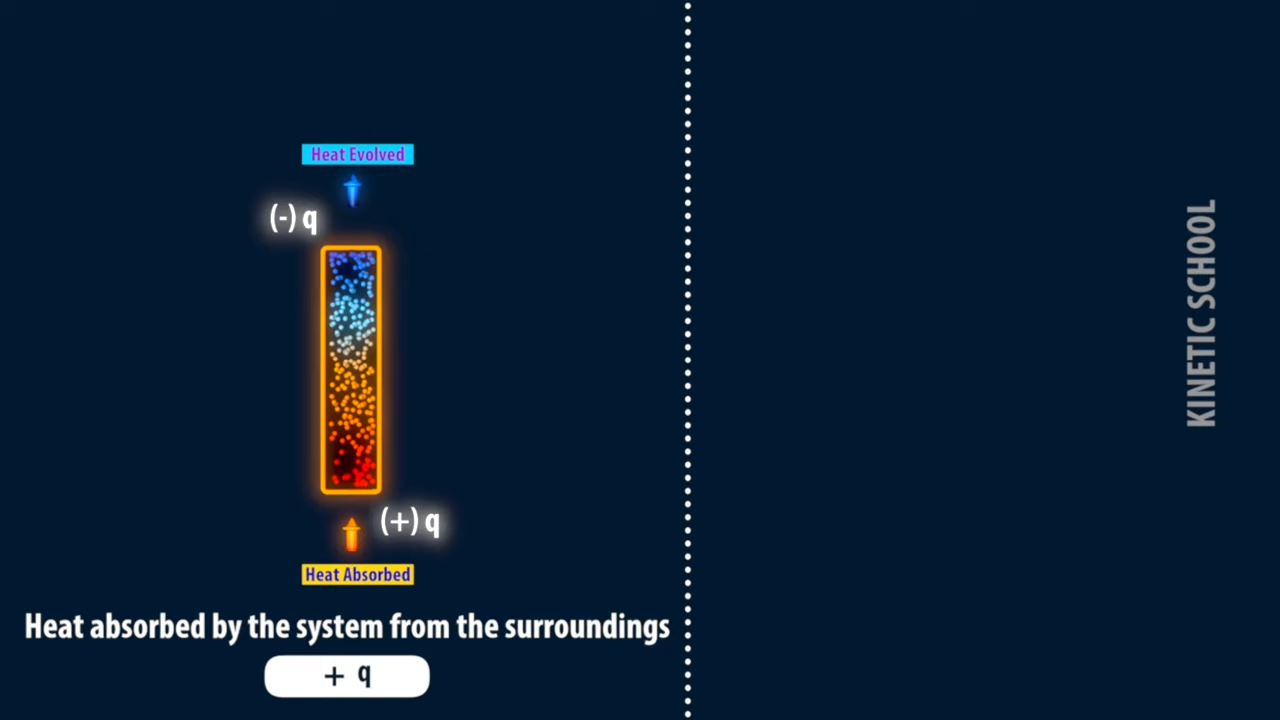 Heat Evolved
(-) q
(+) q
Heat Absorbed
Heat absorbed by the system from the surroundings
+ q
KINETIC SCHOOL